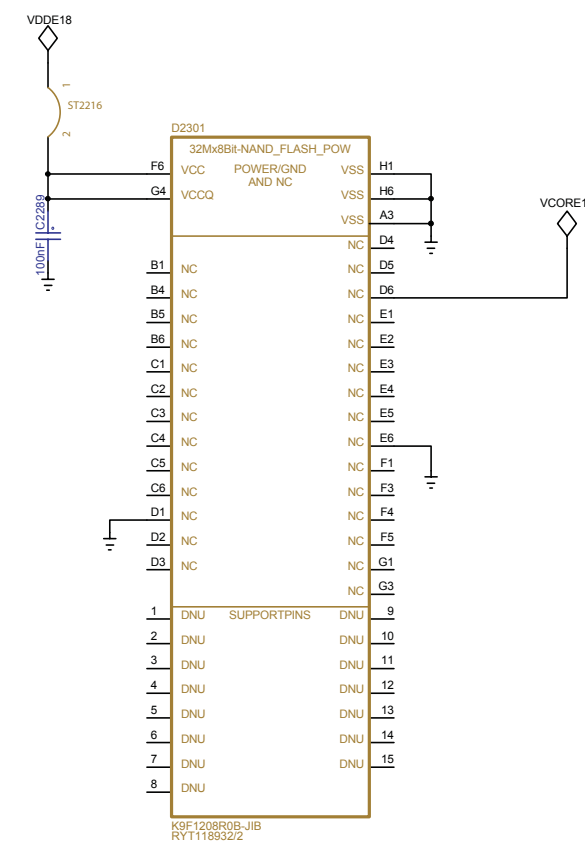 VDDE18
1
ST2216
2
C2289
100nF
D2301
32Mx8Bit-NAND_FLASH_POW
F6 VCC POWER/GND VSS H1
AND NC
G4 VCCQ VSS H6
VSS A3
VCORE1
NC D4
B1 NC NC D5
B4 NC NC D6
B5 NC NC E1
B6 NC NC E2
C1 NC NC E3
C2 NC NC E4
C3 NC NC E5
C4 NC NC E6
C5 NC NC F1
C6 NC NC F3
D1 NC NC F4
D2 NC NC F5
D3 NC NC G1
NC G3
1 DNU SUPPORTPINS DNU 9
2 DNU DNU 10
3 DNU DNU 11
4 DNU DNU 12
5 DNU DNU 13
6 DNU DNU 14
7 DNU DNU 15
8 DNU
K9F1208R0B-JIB
RYT118932/2